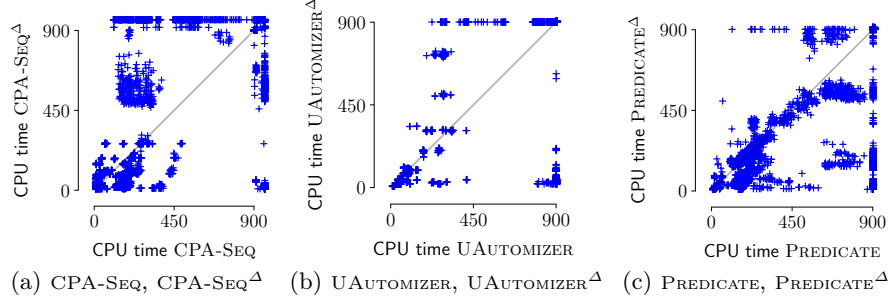 CPU time CPA-SEQ^Δ
900
450
0
0 450 900
CPU time CPA-SEQ
(a) CPA-SEQ, CPA-SEQ^Δ
CPU time UAUTOMIZER^Δ
900
450
0
0 450 900
CPU time UAUTOMIZER
(b) UAUTOMIZER, UAUTOMIZER^Δ
CPU time PREDICATE^Δ
900
450
0
0 450 900
CPU time PREDICATE
(c) PREDICATE, PREDICATE^Δ